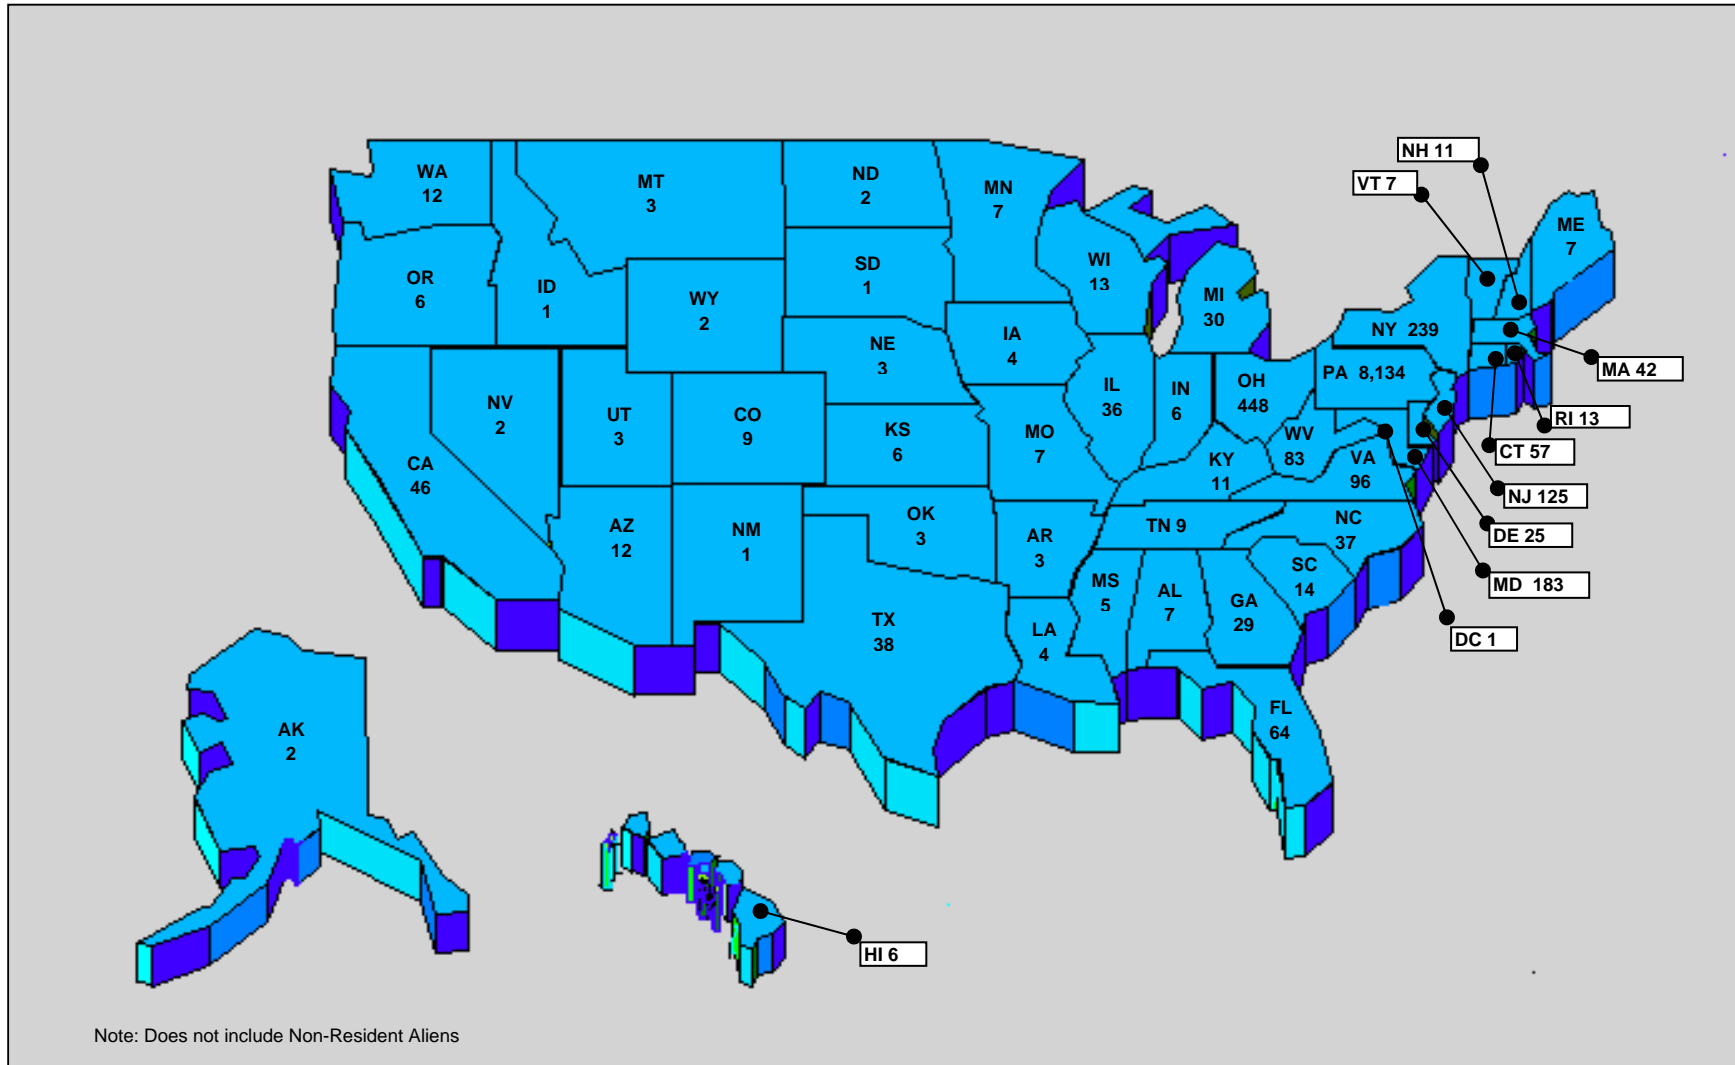 NH 11
VT 7
WA
12
MT
3
ND
2
MN
7
ME
7
OR
6
ID
1
WY
2
SD
1
WI
13
MI
30
NY 239
MA 42
NE
3
IA
4
IL
36
IN
6
OH
448
PA 8,134
RI 13
NV
2
UT
3
CO
9
KS
6
MO
7
KY
11
WV
83
VA
96
CT 57
NJ 125
CA
46
AZ
12
NM
1
OK
3
AR
3
TN 9
NC
37
DE 25
MD 183
SC
14
MS
5
AL
7
GA
29
DC 1
TX
38
LA
4
FL
64
AK
2
HI 6
Note: Does not include Non-Resident Aliens